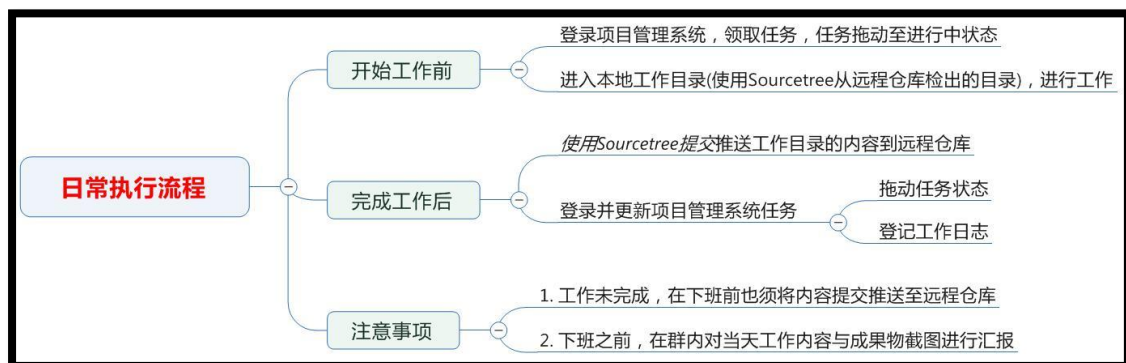 日常执行流程
开始工作前
登录项目管理系统，领取任务，任务拖动至进行中状态
进入本地工作目录(使用Sourcetree从远程仓库检出的目录)，进行工作
完成工作后
使用Sourcetree提交推送工作目录的内容到远程仓库
登录并更新项目管理系统任务
拖动任务状态
登记工作日志
注意事项
1. 工作未完成，在下班前也须将内容提交推送至远程仓库
2. 下班之前，在群内对当天工作内容与成果物截图进行汇报